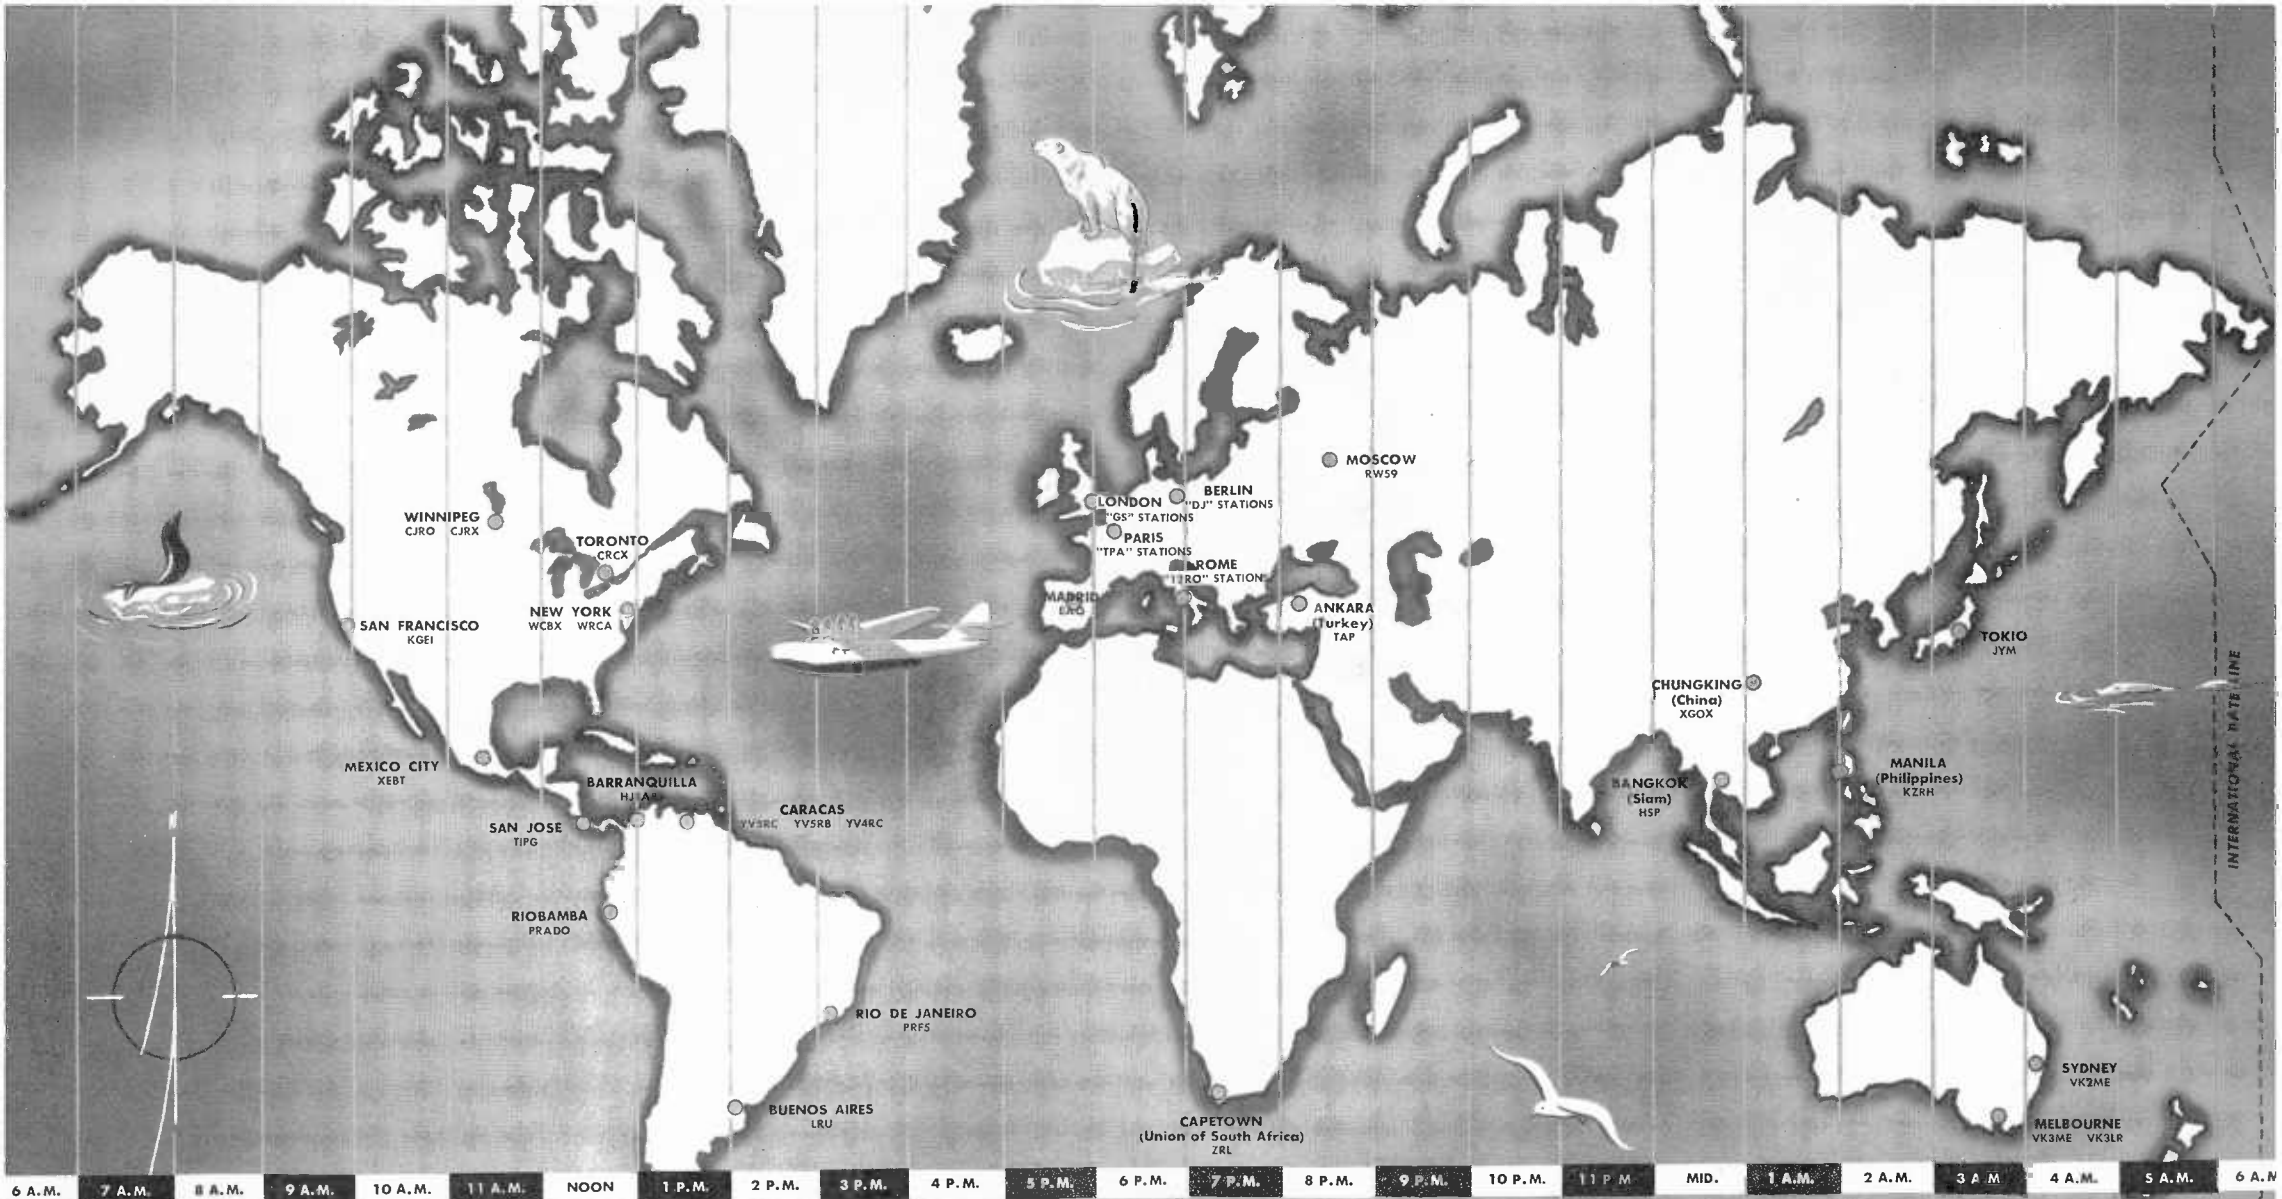 MOSCOW
RW59
BERLIN
"DJ" STATIONS
LONDON
"GS" STATIONS
WINNIPEG
CJRO CJRX
TORONTO
CRCX
PARIS
"TPA" STATIONS
ROME
STATION
MADRID
EAQ
ANKARA
(Turkey)
TAP
NEW YORK
WCBX WRCA
SAN FRANCISCO
KGEI
TOKIO
JYM
CHUNGKING
(China)
XGOX
INTERNATIONAL DATE LINE
MEXICO CITY
XEBT
BARRANQUILLA
BANGKOK
(Siam)
HSP
MANILA
(Philippines)
KZRH
CARACAS
YV5RC YV5RB YV4RC
SAN JOSE
TIPG
RIOBAMBA
PRADO
RIO DE JANEIRO
PRF5
SYDNEY
VK2ME
BUENOS AIRES
LRU
CAPETOWN
(Union of South Africa)
ZRL
MELBOURNE
VK3ME VK3LR
6 A.M. 7 A.M. 8 A.M. 9 A.M. 10 A.M. 11 A.M. NOON 1 P.M. 2 P.M. 3 P.M. 4 P.M. 5 P.M. 6 P.M. 7 P.M. 8 P.M. 9 P.M. 10 P.M. 11 P M MID. 1 A.M. 2 A.M. 3 A M 4 A.M. 5 A.M. 6 A.M